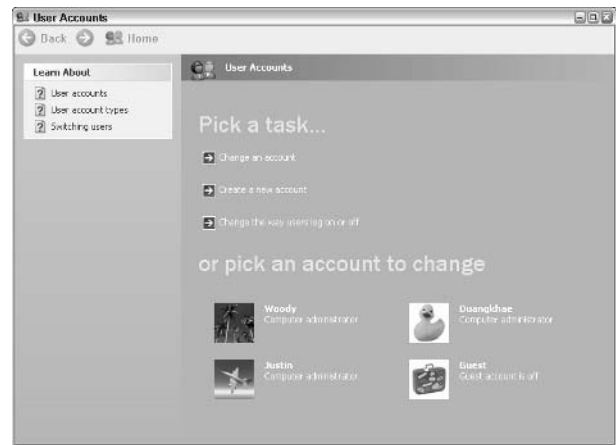 User Accounts
Back Home
Learn About
User accounts
User account types
Switching users
User Accounts
Pick a task...
Change an account
Create a new account
Change the way users log on or off
or pick an account to change
Woody
Computer administrator
Duangkhae
Computer administrator
Justin
Computer administrator
Guest
Guest account is off